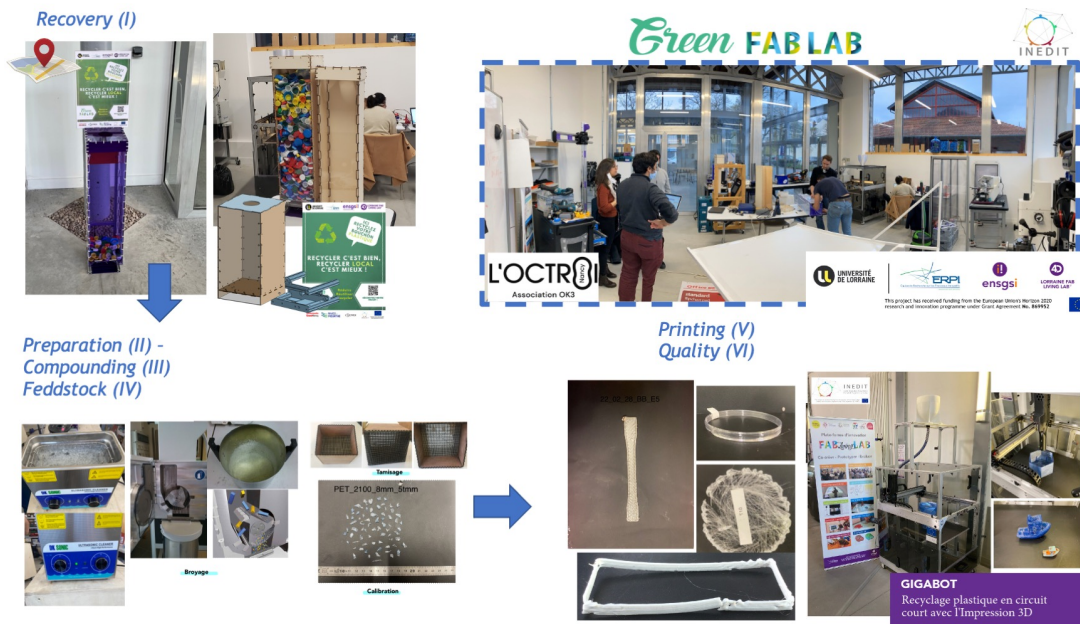 Recovery (I)
Green FAB LAB
INEDIT
RECYCLER C'EST BIEN,
RECYCLER LOCAL
C'EST MIEUX !
ensgsi
RECYCLER C'EST BIEN,
RECYCLER LOCAL
C'EST MIEUX !
L'OCTROI
Nancy
Association OK3
UNIVERSITÉ
DE LORRAINE
ERPI
ensgsi
LORRAINE FAB
LIVING LAB
This project has received funding from the European Union's Horizon 2020
research and innovation programme under Grant Agreement No. 869952
Preparation (II) –
Compounding (III)
Feddstock (IV)
Printing (V)
Quality (VI)
Tamisage
PET_2100_8mm_5mm
Broyage
Calibration
INEDIT
FAB Living LAB
GIGABOT
Recyclage plastique en circuit
court avec l'Impression 3D